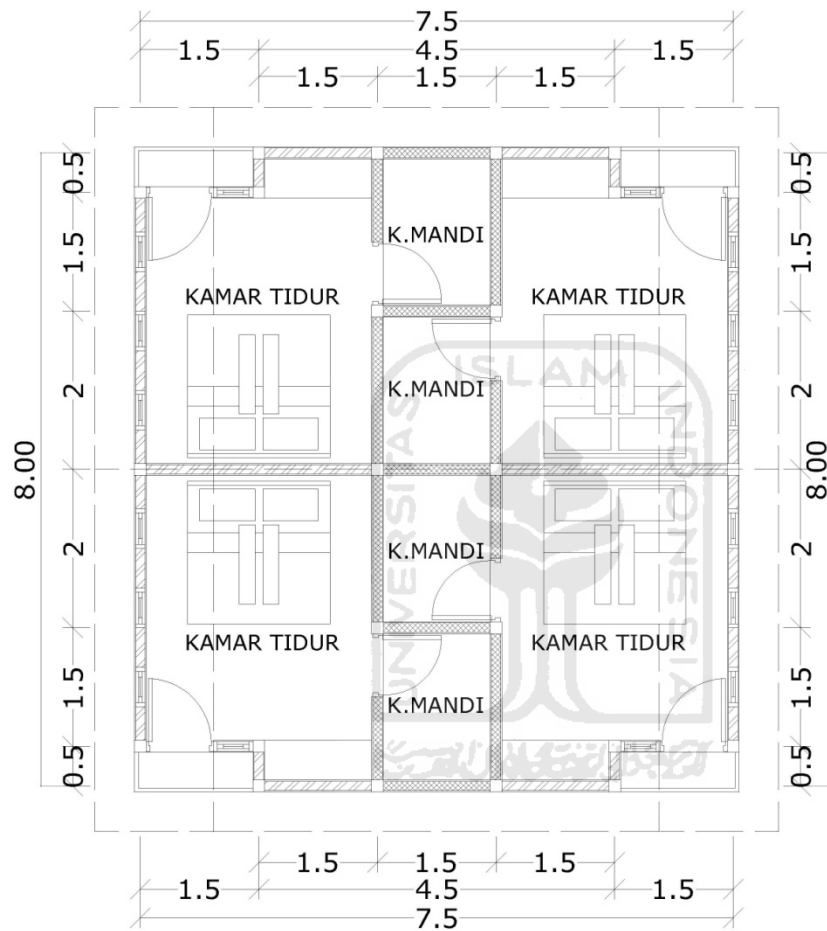 7.5
1.5 4.5 1.5
1.5 1.5 1.5
0.5 0.5
1.5 K.MANDI 1.5
KAMAR TIDUR KAMAR TIDUR
ISLAM
2 K.MANDI 2
UNIVERSITAS INDONESIA
8.00 8.00
2 K.MANDI 2
KAMAR TIDUR KAMAR TIDUR
1.5 K.MANDI 1.5
0.5 0.5
1.5 1.5 1.5
1.5 4.5 1.5
7.5